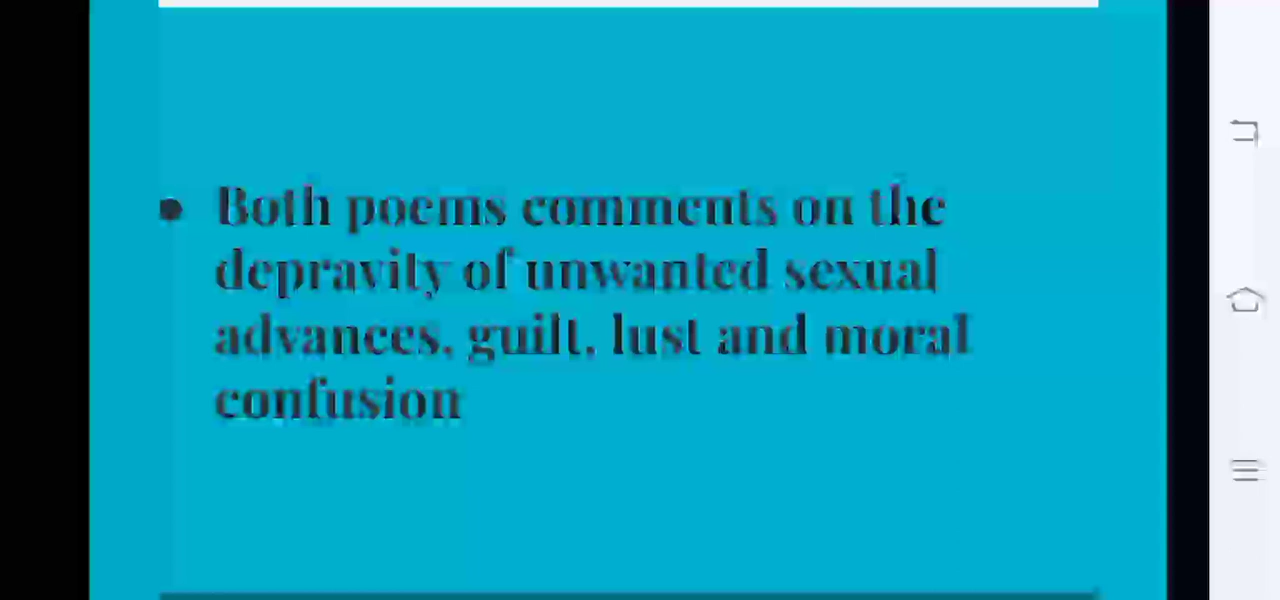 • Both poems comments on the
depravity of unwanted sexual
advances, guilt, lust and moral
confusion